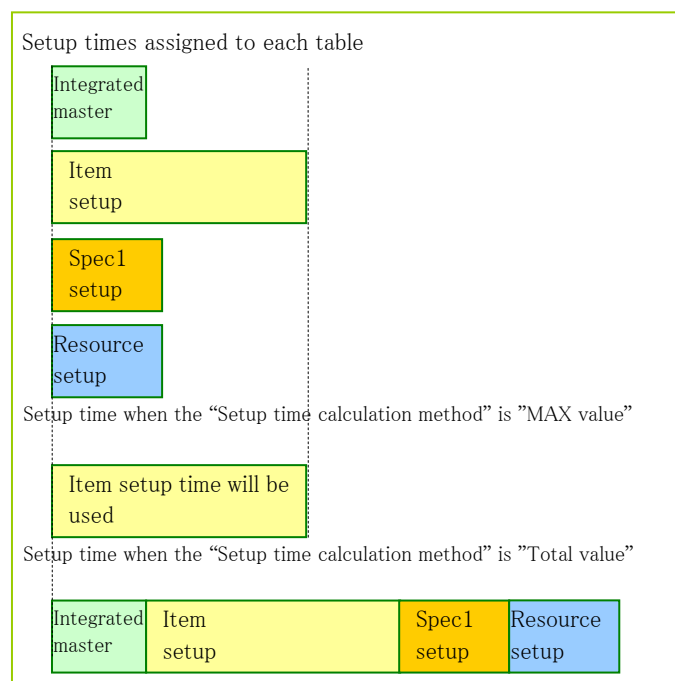 Setup times assigned to each table
Integrated
master
Item
setup
Spec1
setup
Resource
setup
Setup time when the “Setup time calculation method” is ”MAX value”
Item setup time will be
used
Setup time when the “Setup time calculation method” is ”Total value”
Integrated
master
Item
setup
Spec1
setup
Resource
setup